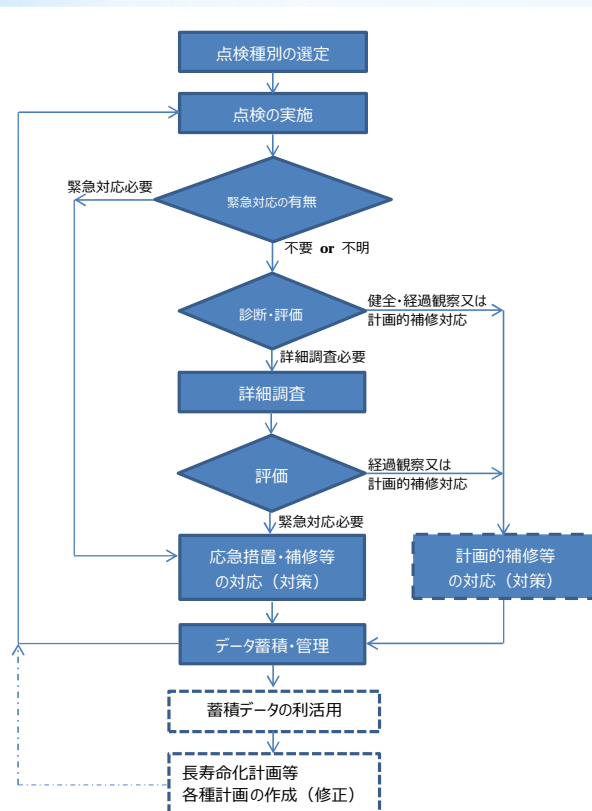 点検種別の選定
点検の実施
緊急対応必要
緊急対応の有無
不要 or 不明
診断・評価
健全・経過観察又は
計画的補修対応
詳細調査必要
詳細調査
評価
経過観察又は
計画的補修対応
緊急対応必要
応急措置・補修等
の対応（対策）
計画的補修等
の対応（対策）
データ蓄積・管理
蓄積データの利活用
長寿命化計画等
各種計画の作成（修正）